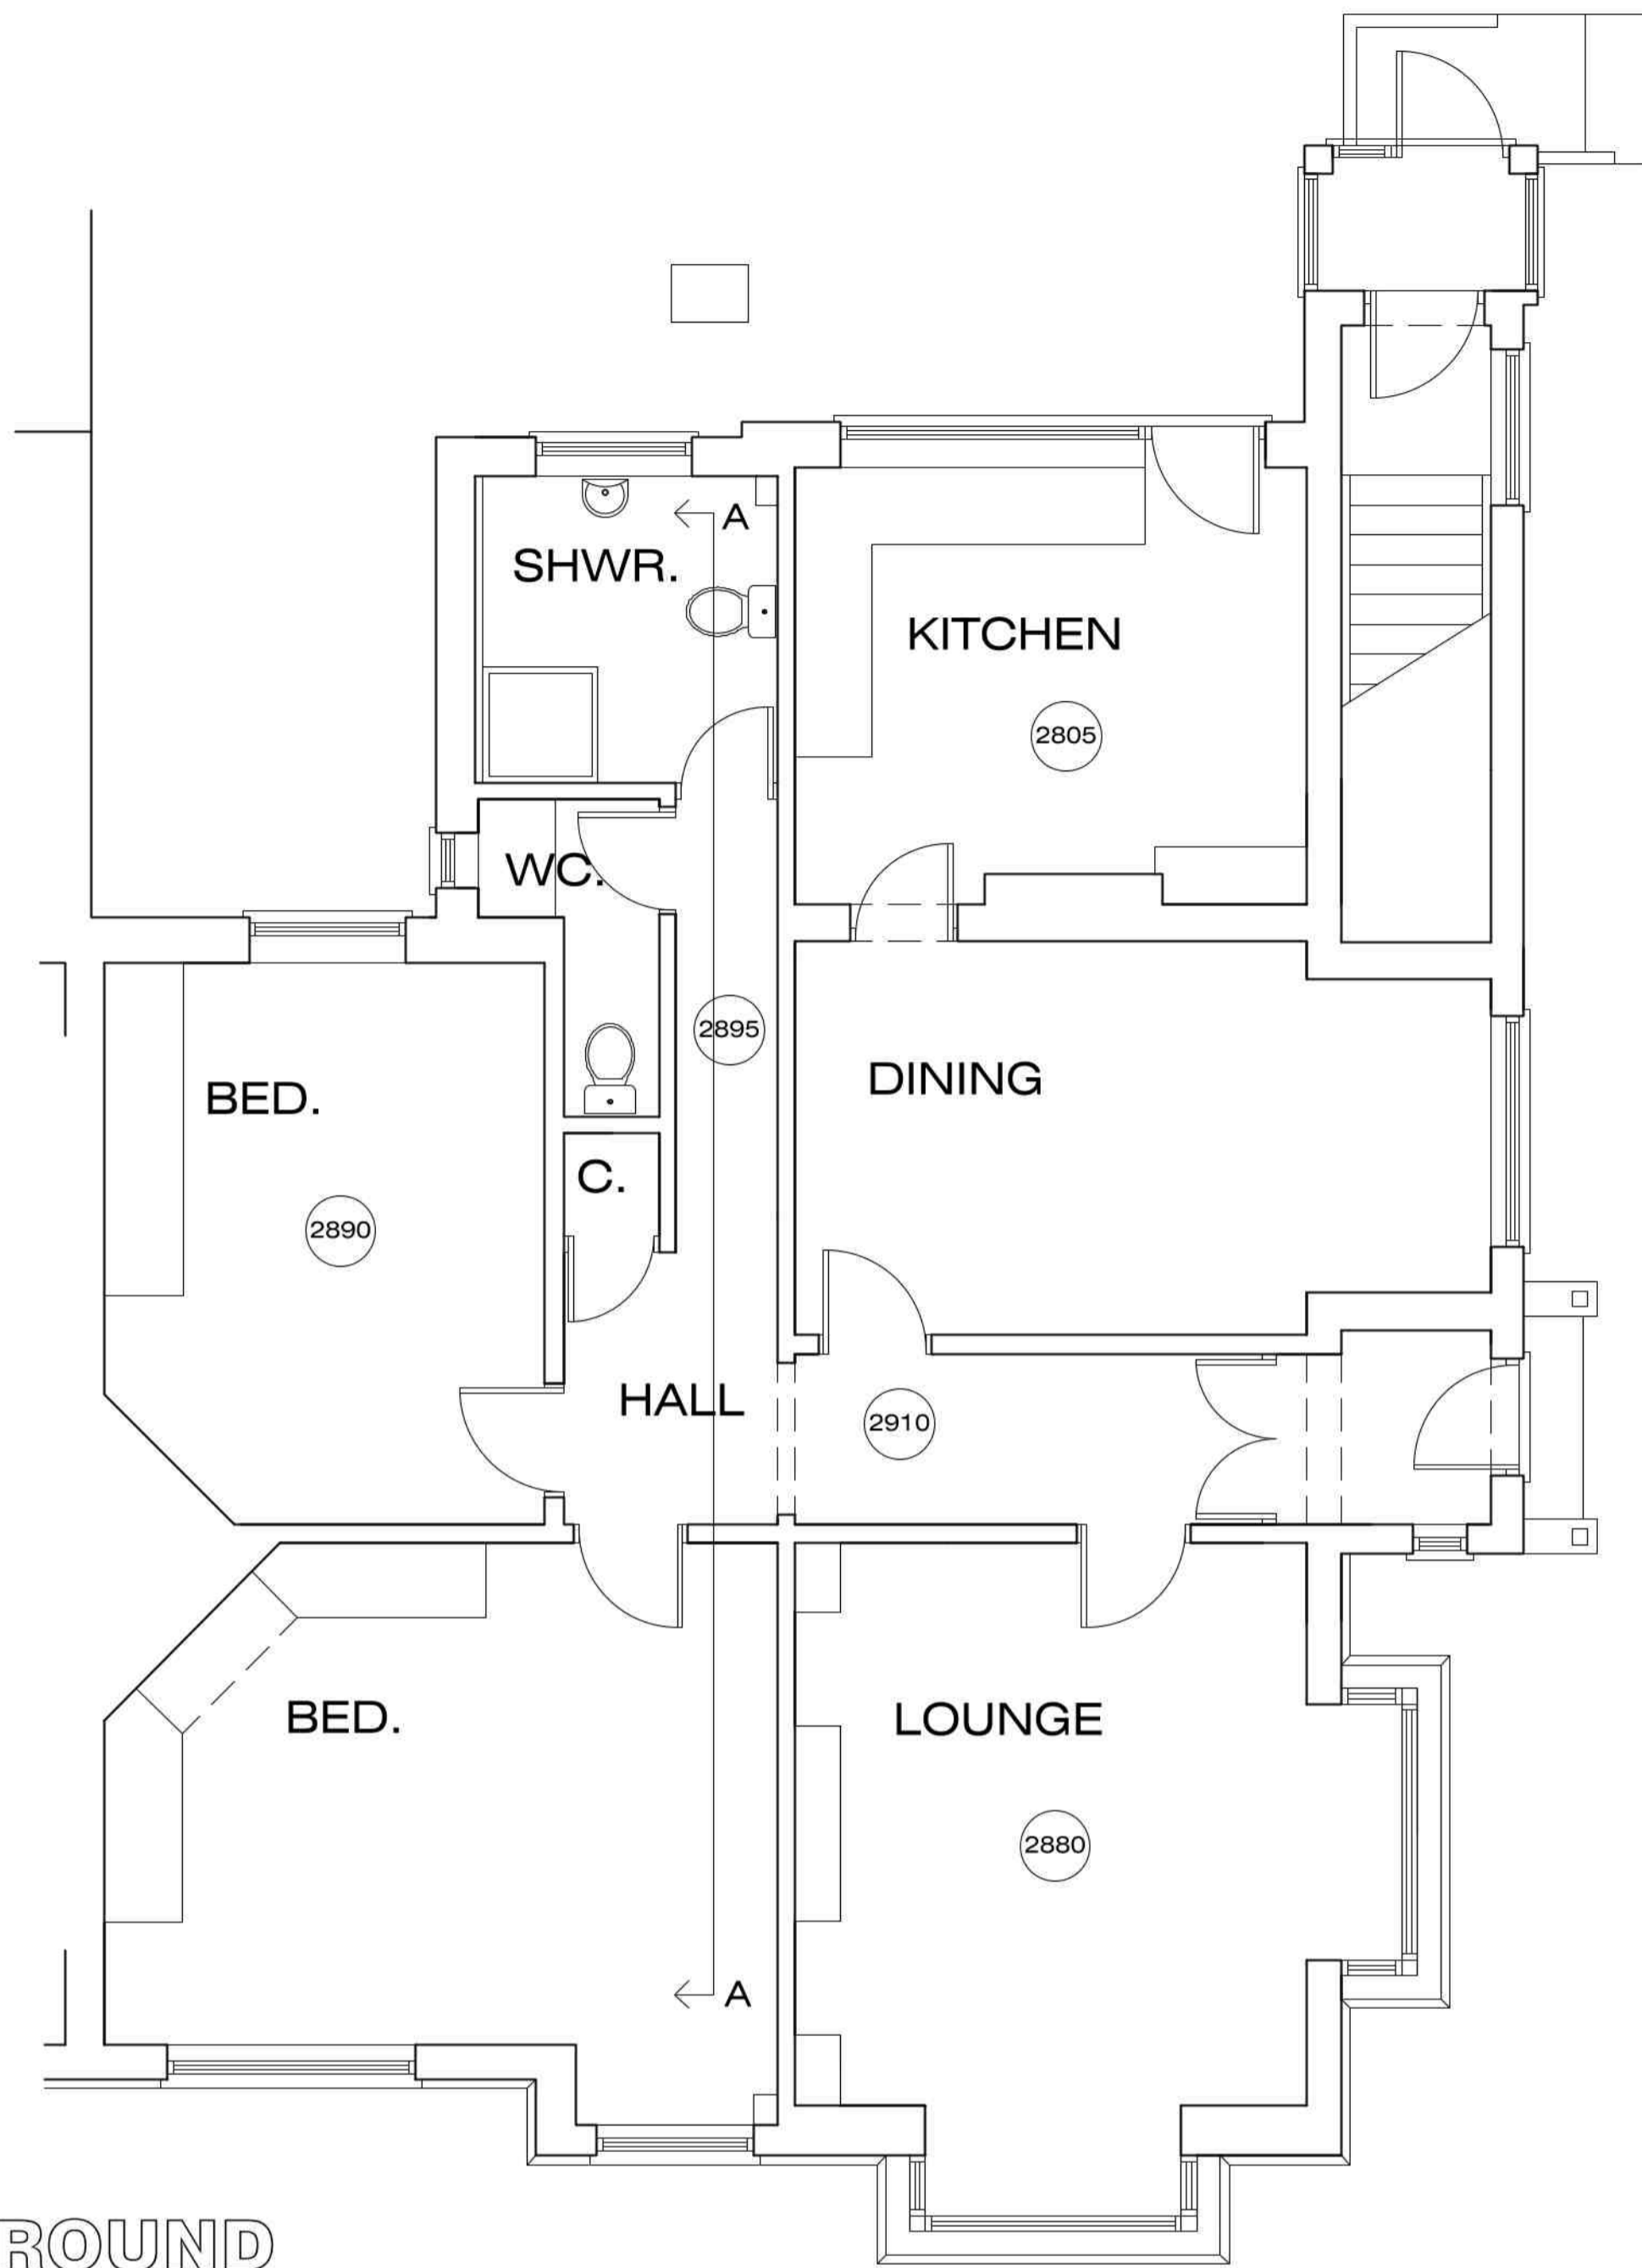 A
SHWR.
KITCHEN
2805
WC.
2895
DINING
BED.
C.
2890
HALL
2910
BED.
LOUNGE
2880
A
ROUND